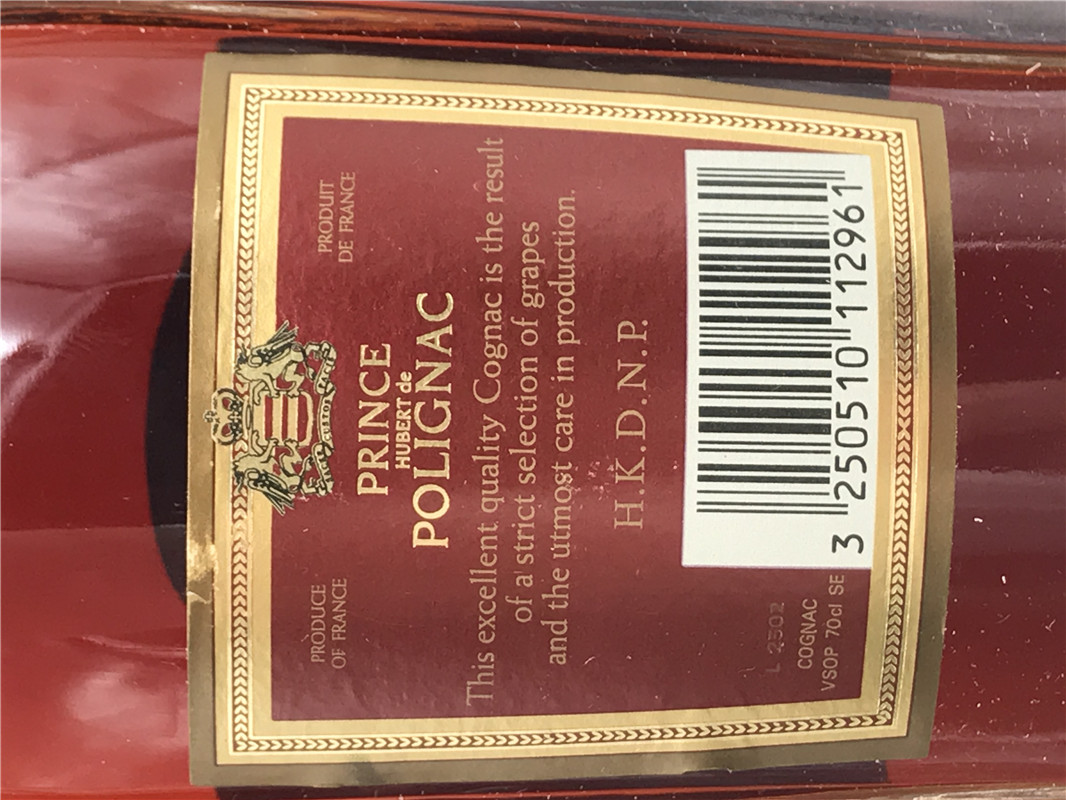 PRODUCE
OF FRANCE
PRODUIT
DE FRANCE
PRINCE
HUBERT de
POLIGNAC
This excellent quality Cognac is the result
of a strict selection of grapes
and the utmost care in production.
H.K.D.N.P.
L 2502
COGNAC
VSOP 70cl SE
3 250510 112961